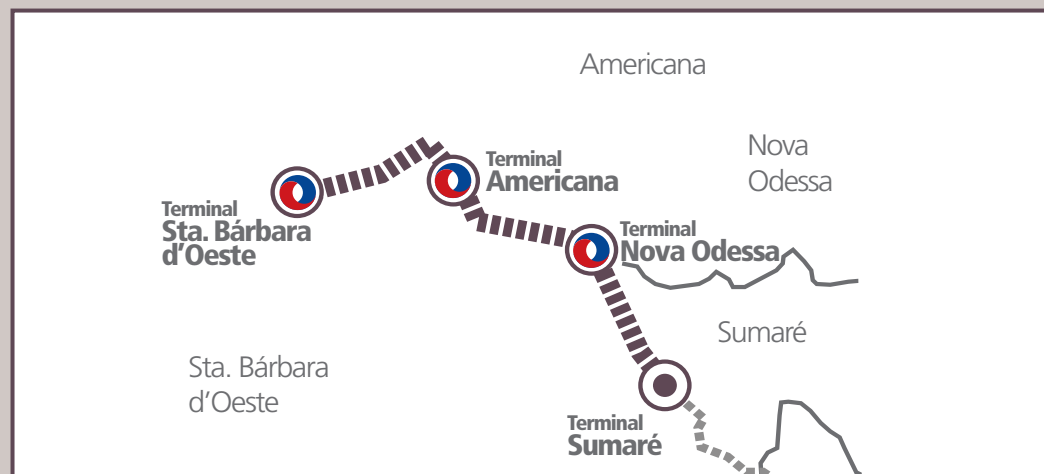 Americana
Nova
Odessa
Terminal
Americana
Terminal
Sta. Bárbara
d'Oeste
Terminal
Nova Odessa
Sumaré
Sta. Bárbara
d'Oeste
Terminal
Sumaré